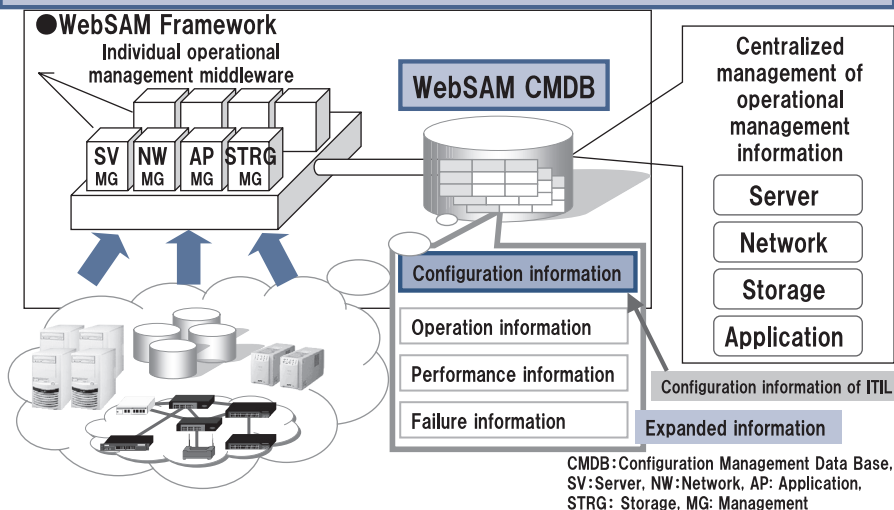 ●WebSAM Framework
Individual operational
management middleware
SV
MG
NW
MG
AP
MG
STRG
MG
WebSAM CMDB
Centralized
management of
operational
management
information
Server
Network
Storage
Application
Configuration information
Operation information
Performance information
Failure information
Configuration information of ITIL
Expanded information
CMDB:Configuration Management Data Base,
SV:Server, NW:Network, AP: Application,
STRG: Storage, MG: Management